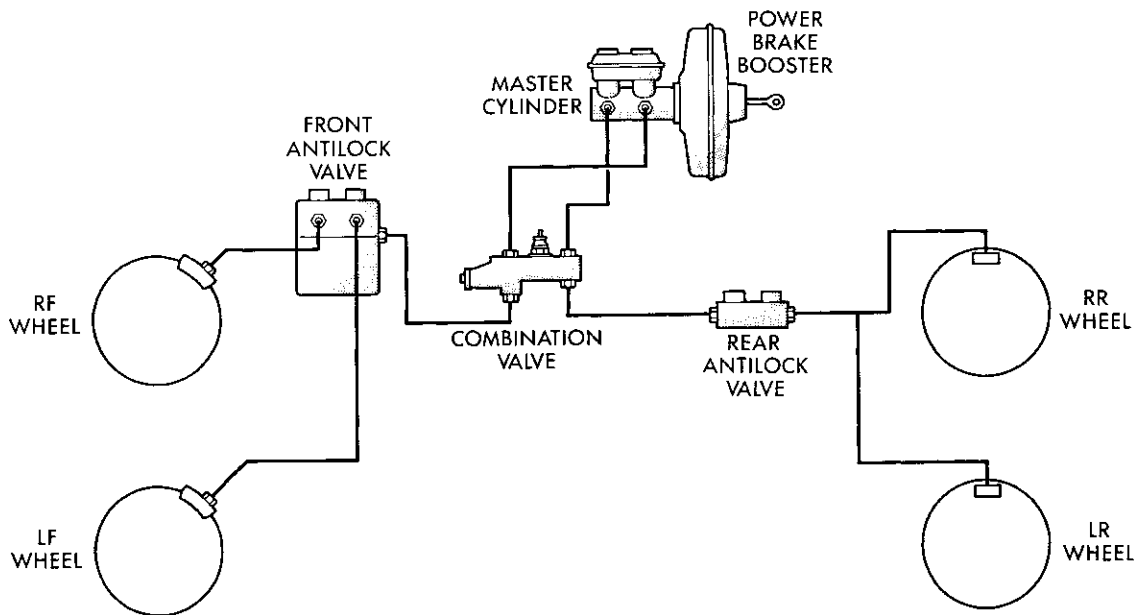 POWER
BRAKE
BOOSTER
MASTER
CYLINDER
FRONT
ANTILOCK
VALVE
RF
WHEEL
COMBINATION
VALVE
REAR
ANTILOCK
VALVE
RR
WHEEL
LF
WHEEL
LR
WHEEL